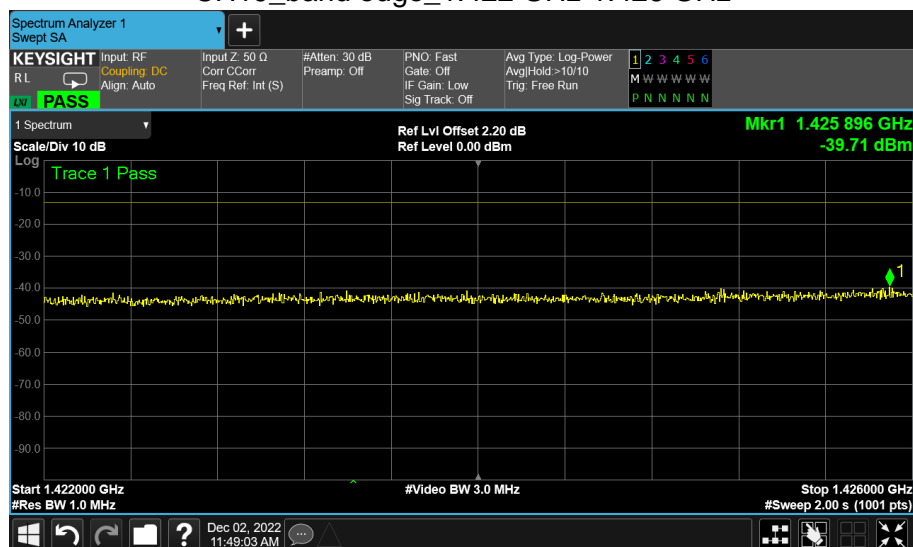 Spectrum Analyzer 1
Swept SA
+
KEYSIGHT
RL
LXI PASS
Input: RF
Coupling: DC
Align: Auto
Input Z: 50 Ω
Corr CCorr
Freq Ref: Int (S)
#Atten: 30 dB
Preamp: Off
PNO: Fast
Gate: Off
IF Gain: Low
Sig Track: Off
Avg Type: Log-Power
Avg|Hold:>10/10
Trig: Free Run
1 2 3 4 5 6
M W W W W W
P N N N N N
1 Spectrum
Scale/Div 10 dB
Ref Lvl Offset 2.20 dB
Ref Level 0.00 dBm
Mkr1 1.425 896 GHz
-39.71 dBm
Log
Trace 1 Pass
-10.0
-20.0
-30.0
1
-40.0
-50.0
-60.0
-70.0
-80.0
-90.0
Start 1.422000 GHz
#Res BW 1.0 MHz
#Video BW 3.0 MHz
Stop 1.426000 GHz
#Sweep 2.00 s (1001 pts)
?
Dec 02, 2022
11:49:03 AM